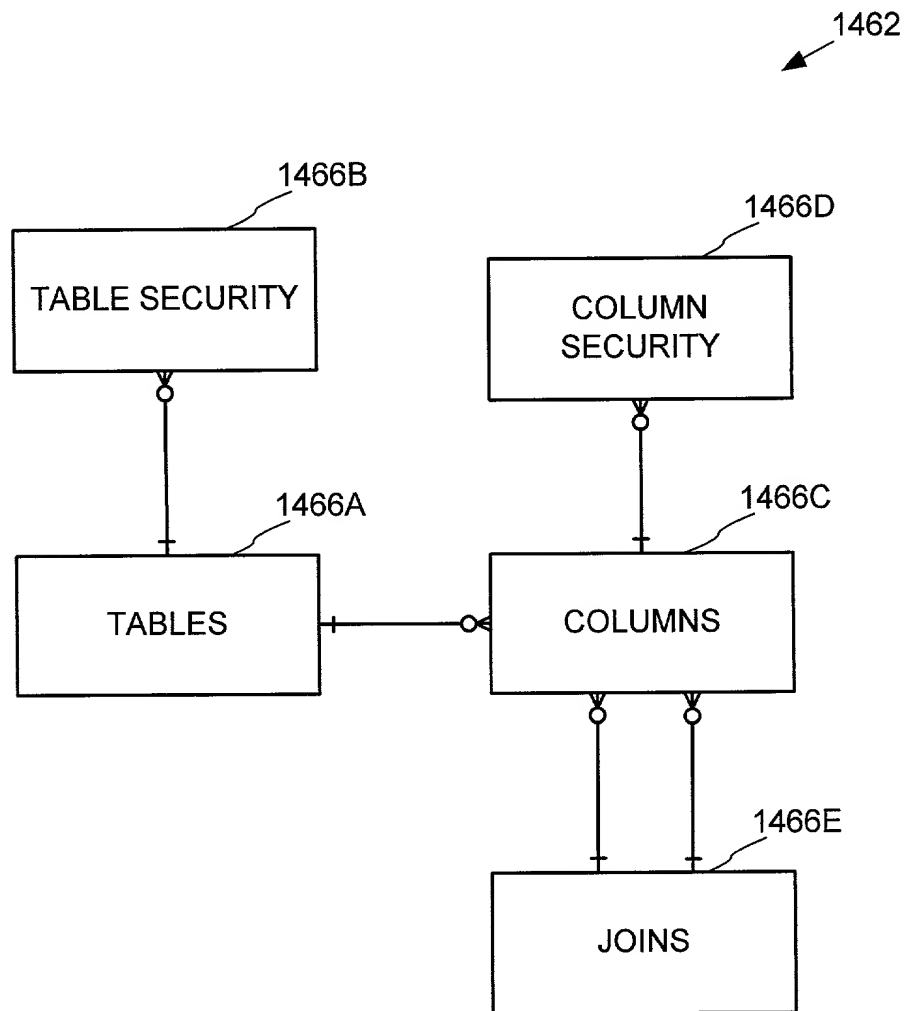 1462
1466B
1466D
TABLE SECURITY
COLUMN
SECURITY
1466A
1466C
TABLES
COLUMNS
1466E
JOINS